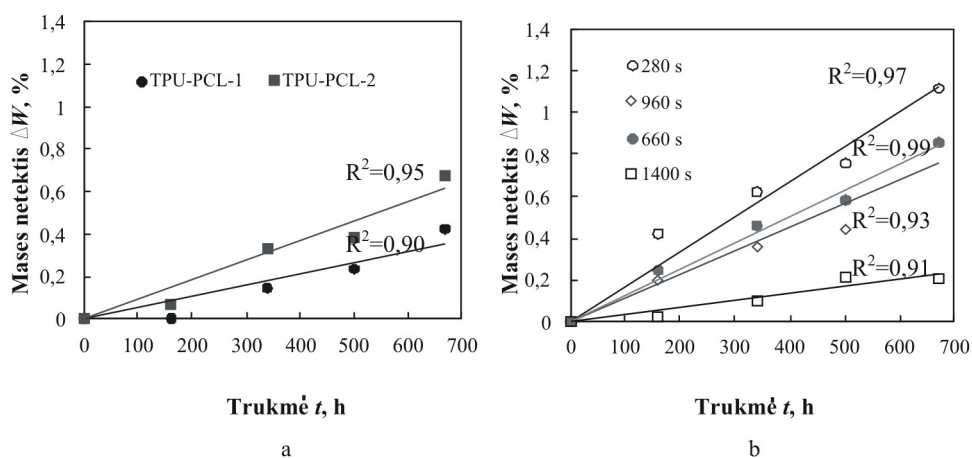 1,4
1,2
1
0,8
0,6
0,4
0,2
0
Mases netektis △W, %
TPU-PCL-1 TPU-PCL-2
R²=0,95
R²=0,90
0 100 200 300 400 500 600 700
Trukmė t, h
a
1,4
1,2
1
0,8
0,6
0,4
0,2
0
Mases netektis △W, %
280 s
960 s
660 s
1400 s
R²=0,97
R²=0,99
R²=0,93
R²=0,91
0 100 200 300 400 500 600 700
Trukmė t, h
b